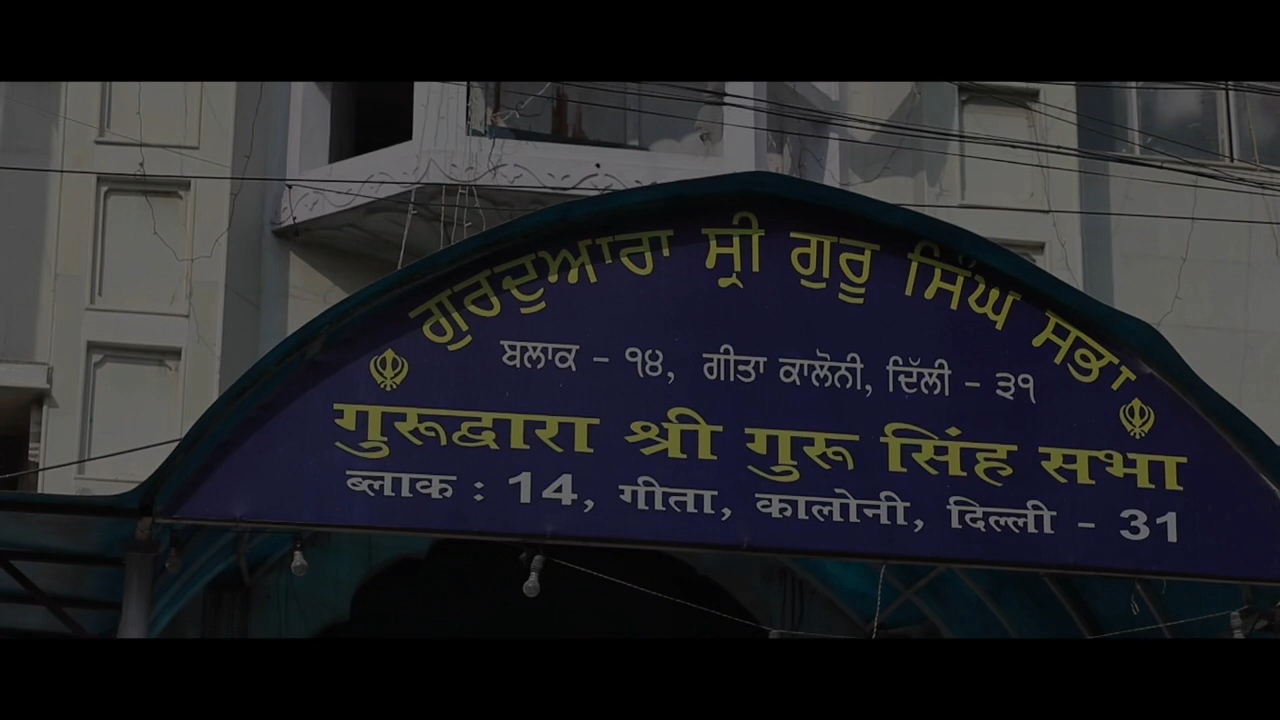 ਗੁਰਦੁਆਰਾ ਸ੍ਰੀ ਗੁਰੂ ਸਿੰਘ ਸਭਾ
ਬਲਾਕ - ੧੪, ਗੀਤਾ ਕਾਲੋਨੀ, ਦਿੱਲੀ - ੩੧
गुरूद्वारा श्री गुरू सिंह सभा
ब्लाक : 14, गीता, कालोनी, दिल्ली - 31